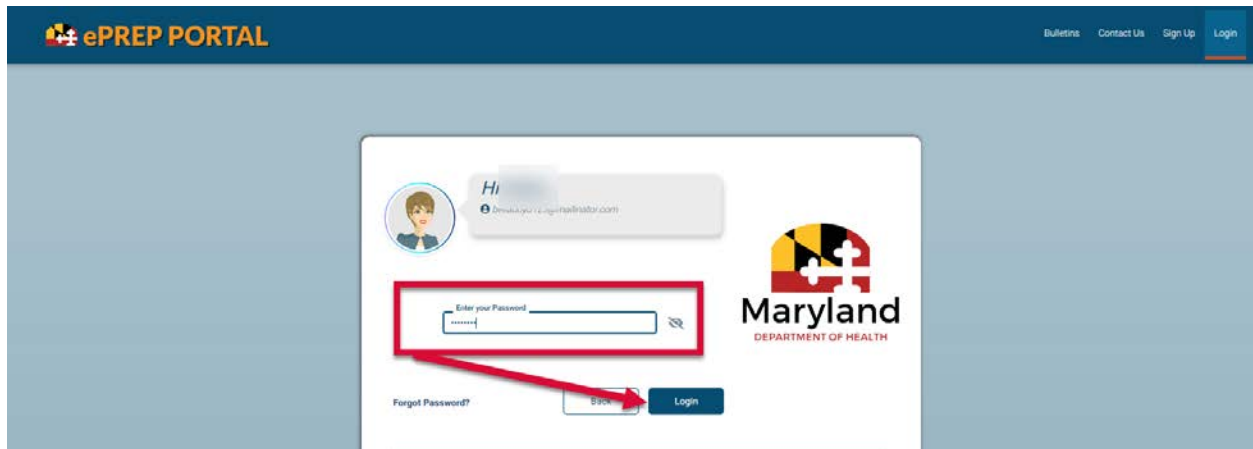 ePREP PORTAL
Bulletins Contact Us Sign Up Login
Hi
Enter your Password
Maryland
DEPARTMENT OF HEALTH
Forgot Password?
Back
Login